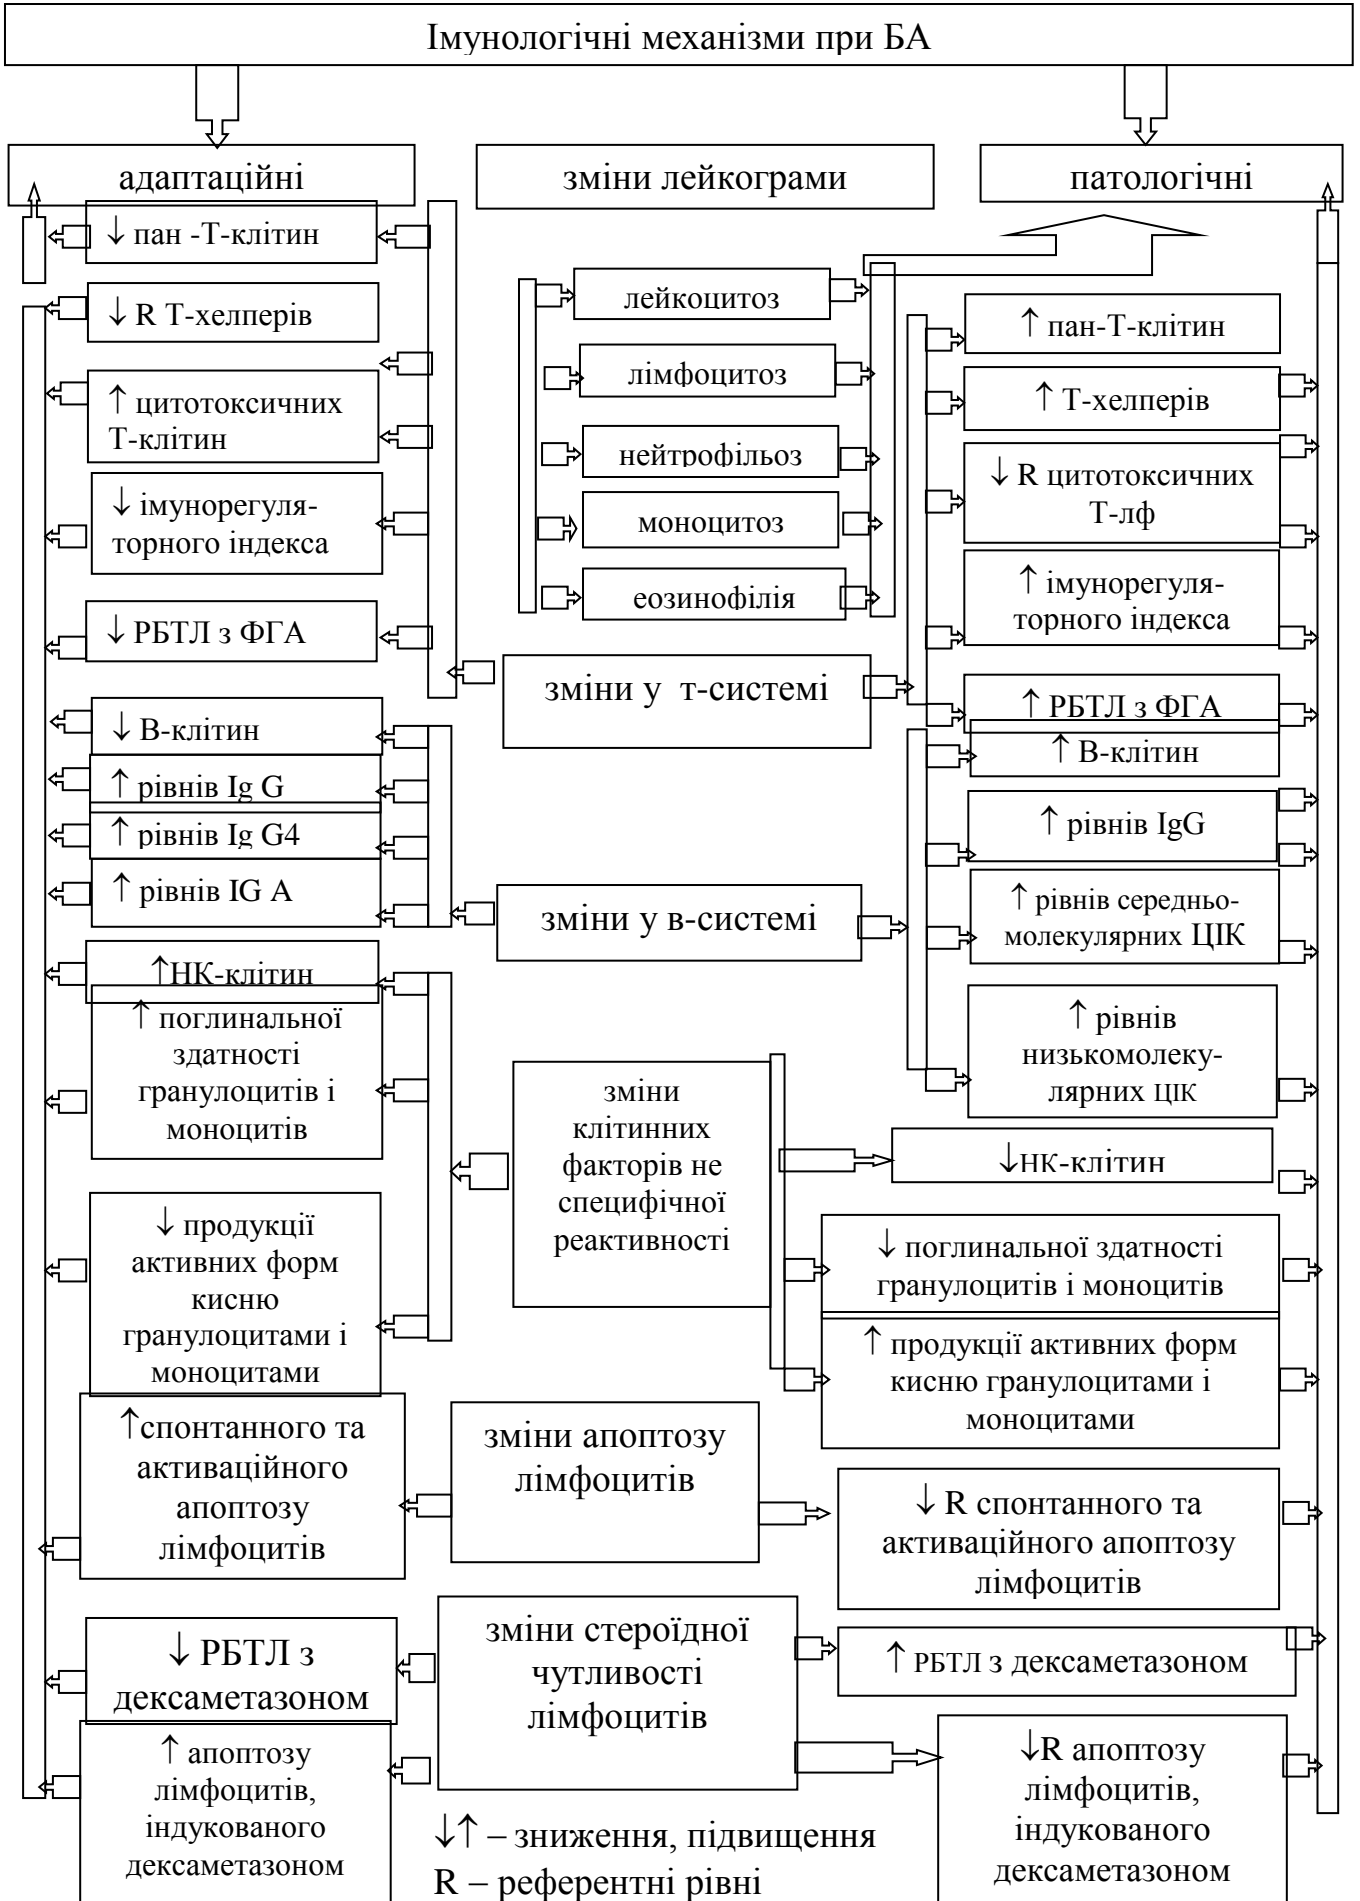 Імунологічні механізми при БА
адаптаційні
зміни лейкограми
патологічні
↓ пан -Т-клітин
↓ R Т-хелперів
↑ цитотоксичних
Т-клітин
↓ імунорегуля-
торного індекса
↓ РБТЛ з ФГА
↓ В-клітин
↑ рівнів Ig G
↑ рівнів Ig G4
↑ рівнів IG A
↑НК-клітин
↑ поглинальної
здатності
гранулоцитів і
моноцитів
↓ продукції
активних форм
кисню
гранулоцитами і
моноцитами
↑спонтанного та
активаційного
апоптозу
лімфоцитів
↓ РБТЛ з
дексаметазоном
↑ апоптозу
лімфоцитів,
індукованого
дексаметазоном
лейкоцитоз
лімфоцитоз
нейтрофільоз
моноцитоз
еозинофілія
зміни у т-системі
зміни у в-системі
зміни
клітинних
факторів не
специфічної
реактивності
зміни апоптозу
лімфоцитів
зміни стероїдної
чутливості
лімфоцитів
↓↑ – зниження, підвищення
R – референтні рівні
↑ пан-Т-клітин
↑ Т-хелперів
↓ R цитотоксичних
Т-лф
↑ імунорегуля-
торного індекса
↑ РБТЛ з ФГА
↑ В-клітин
↑ рівнів IgG
↑ рівнів середньо-
молекулярних ЦІК
↑ рівнів
низькомолеку-
лярних ЦІК
↓НК-клітин
↓ поглинальної здатності
гранулоцитів і моноцитів
↑ продукції активних форм
кисню гранулоцитами і
моноцитами
↓ R спонтанного та
активаційного апоптозу
лімфоцитів
↑ РБТЛ з дексаметазоном
↓R апоптозу
лімфоцитів,
індукованого
дексаметазоном